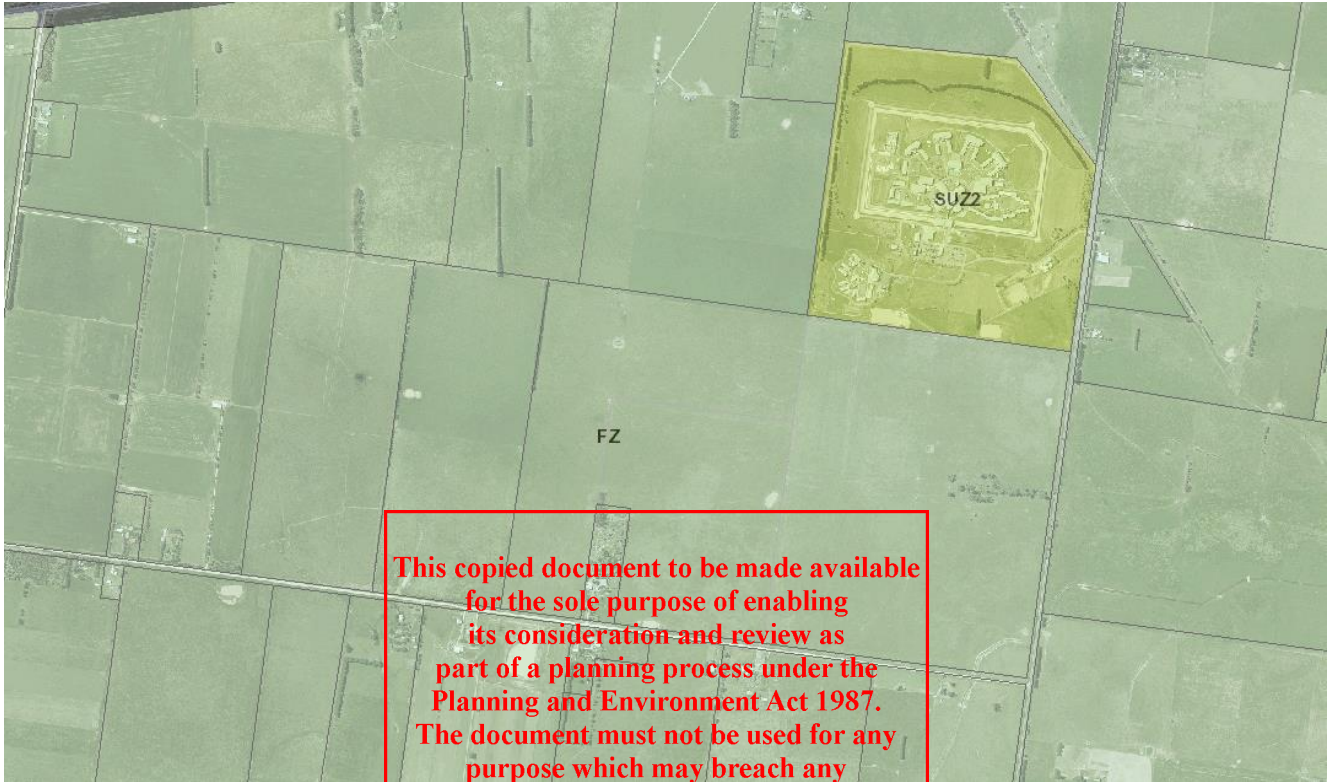 SUZ2
FZ
This copied document to be made available
for the sole purpose of enabling
its consideration and review as
part of a planning process under the
Planning and Environment Act 1987.
The document must not be used for any
purpose which may breach any